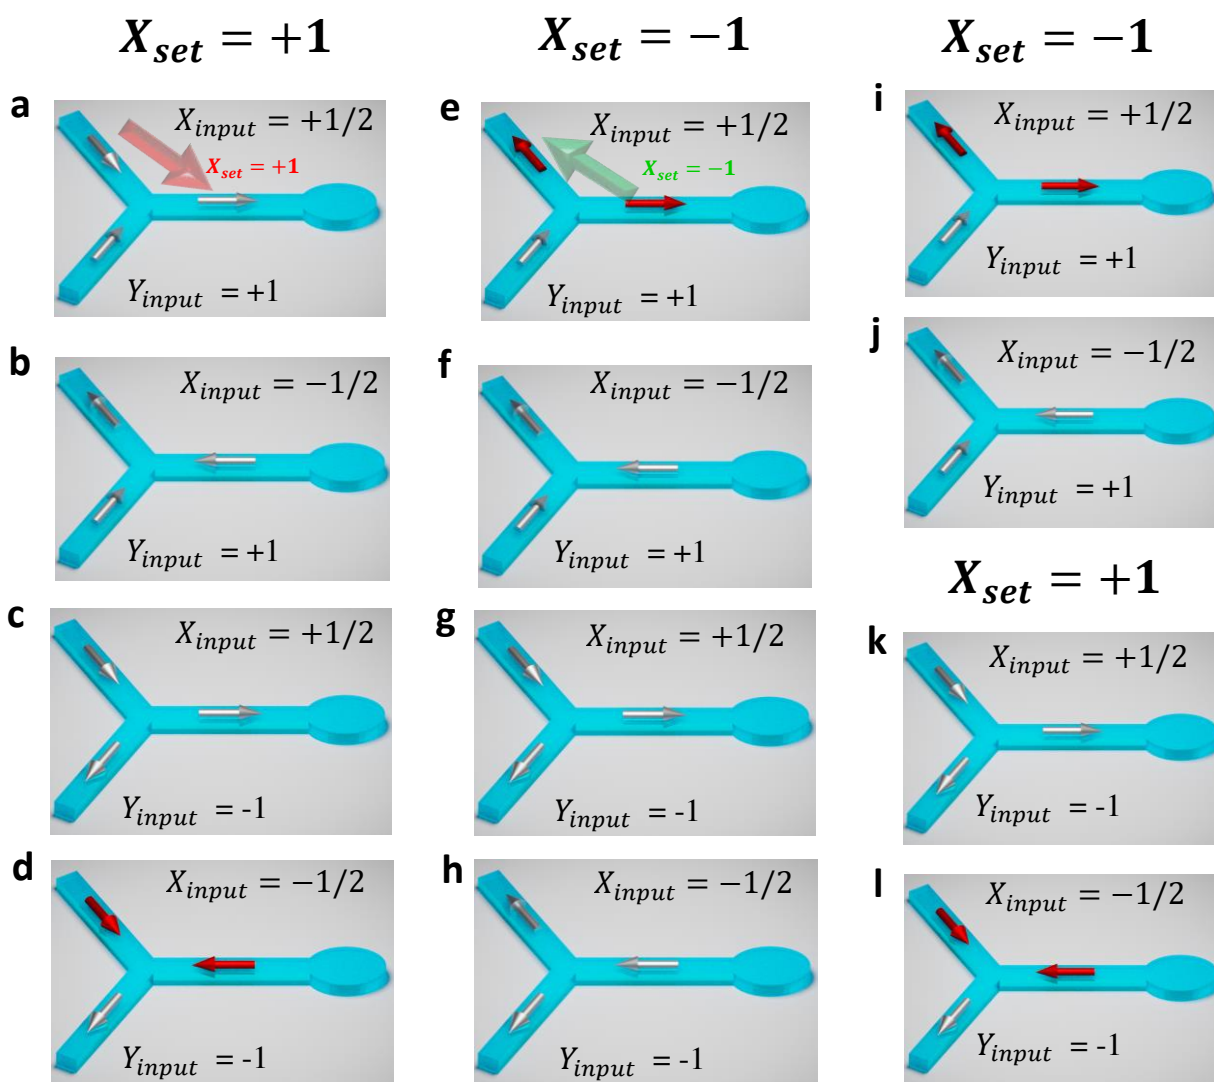 X_set = +1
a
X_input = +1/2
X_set = +1
Y_input = +1
b
X_input = −1/2
Y_input = +1
c
X_input = +1/2
Y_input = -1
d
X_input = −1/2
Y_input = -1
X_set = −1
e
X_input = +1/2
X_set = −1
Y_input = +1
f
X_input = −1/2
Y_input = +1
g
X_input = +1/2
Y_input = -1
h
X_input = −1/2
Y_input = -1
X_set = −1
i
X_input = +1/2
Y_input = +1
j
X_input = −1/2
Y_input = +1
X_set = +1
k
X_input = +1/2
Y_input = -1
l
X_input = −1/2
Y_input = -1